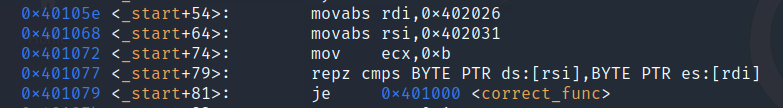 0x40105e <_start+54>: movabs rdi,0x402026
0x401068 <_start+64>: movabs rsi,0x402031
0x401072 <_start+74>: mov ecx,0xb
0x401077 <_start+79>: repz cmps BYTE PTR ds:[rsi],BYTE PTR es:[rdi]
0x401079 <_start+81>: je 0x401000 <correct_func>